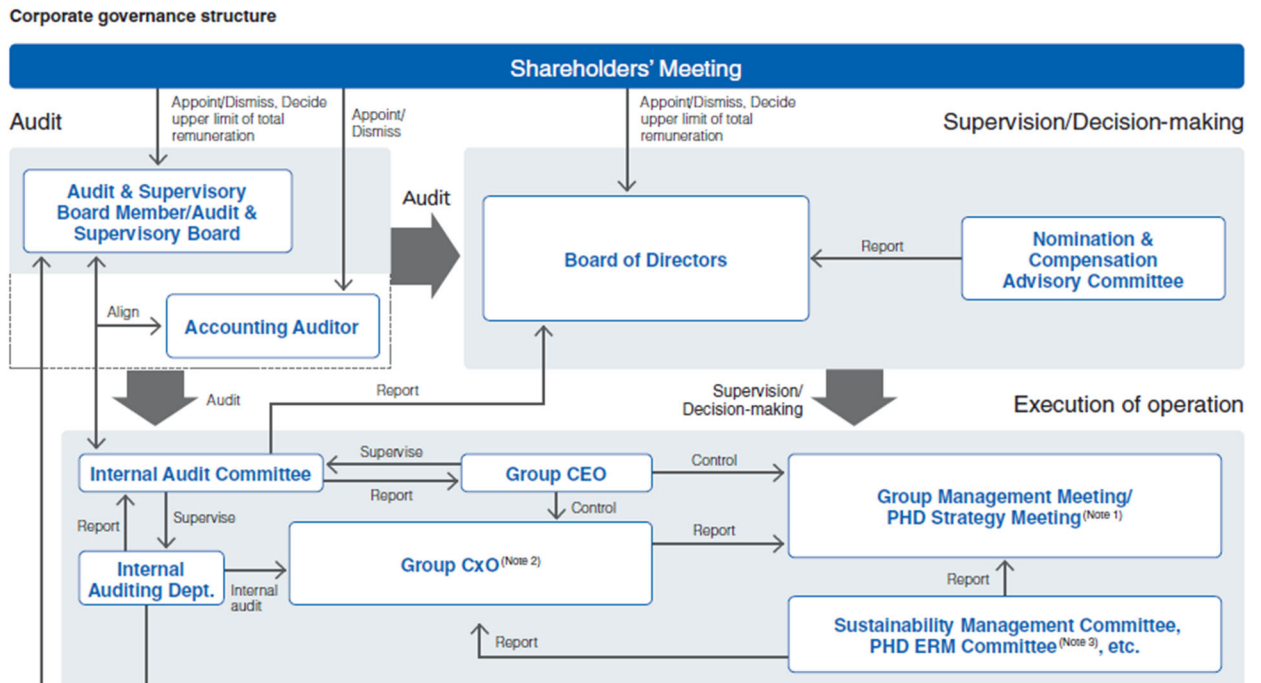 Corporate governance structure
Shareholders' Meeting
Audit
Appoint/Dismiss, Decide
upper limit of total
remuneration
Appoint/
Dismiss
Appoint/Dismiss, Decide
upper limit of total
remuneration
Supervision/Decision-making
Audit & Supervisory
Board Member/Audit &
Supervisory Board
Audit
Board of Directors
Report
Nomination &
Compensation
Advisory Committee
Align
Accounting Auditor
Audit
Report
Supervision/
Decision-making
Execution of operation
Internal Audit Committee
Supervise
Report
Group CEO
Control
Control
Group Management Meeting/
PHD Strategy Meeting(Note 1)
Report
Supervise
Internal
Auditing Dept.
Internal
audit
Group CxO(Note 2)
Report
Report
Report
Sustainability Management Committee,
PHD ERM Committee(Note 3), etc.